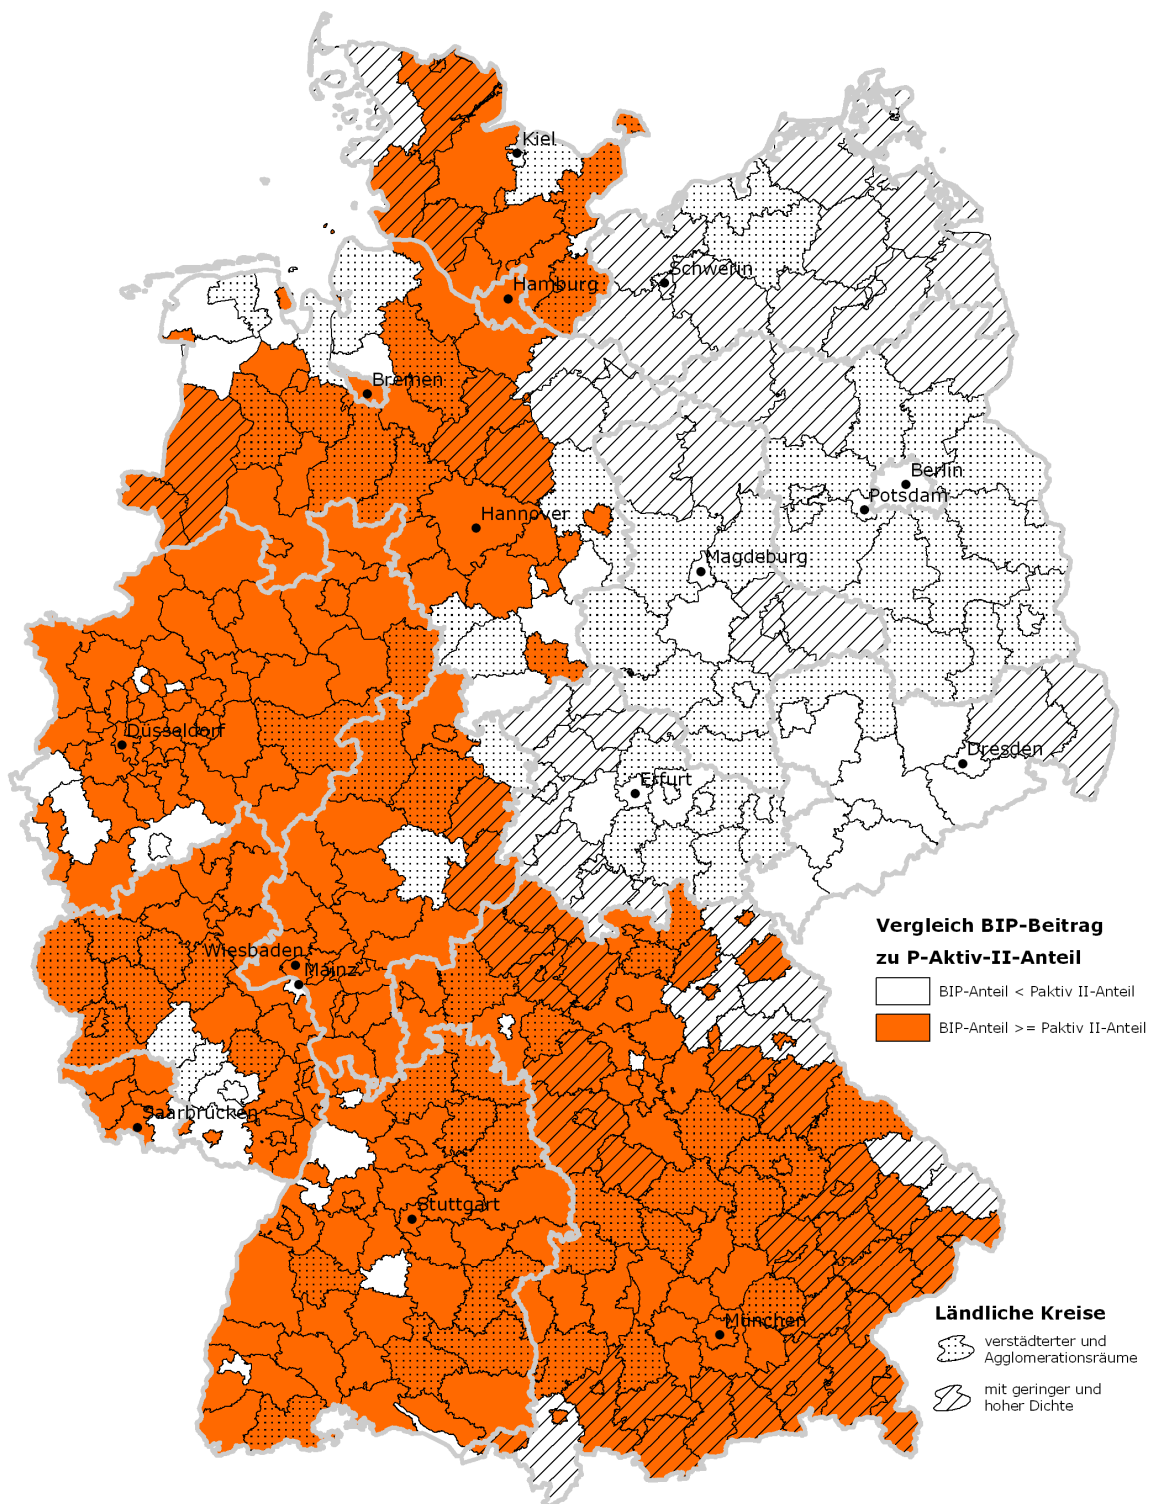 Kiel
Schwerin
Hamburg
Bremen
Berlin
Potsdam
Hannover
Magdeburg
Düsseldorf
Dresden
Erfurt
Vergleich BIP-Beitrag
zu P-Aktiv-II-Anteil
Wiesbaden
Mainz
BIP-Anteil < Paktiv II-Anteil
BIP-Anteil >= Paktiv II-Anteil
Saarbrücken
Stuttgart
Ländliche Kreise
München
verstädterter und
Agglomerationsräume
mit geringer und
hoher Dichte